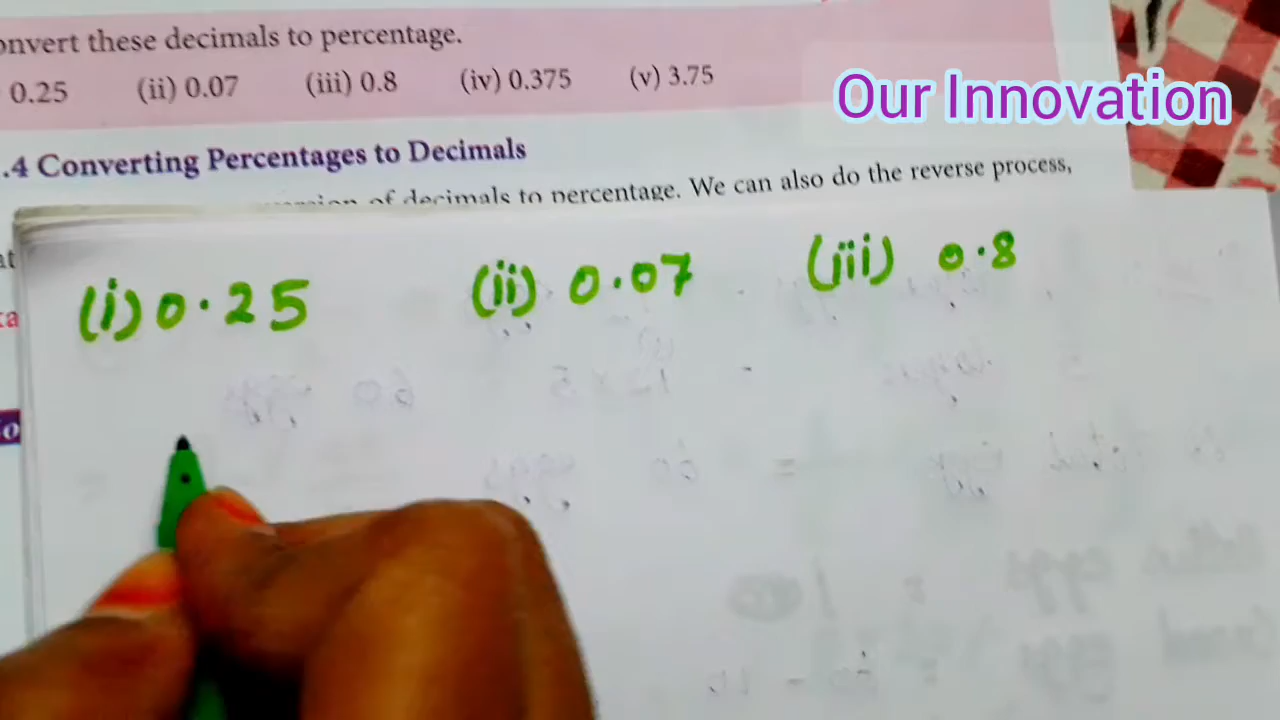 onvert these decimals to percentage.
0.25 (ii) 0.07 (iii) 0.8 (iv) 0.375 (v) 3.75
Our Innovation
.4 Converting Percentages to Decimals
of decimals to percentage. We can also do the reverse process,
(i) 0.25 (ii) 0.07 (iii) 0.8